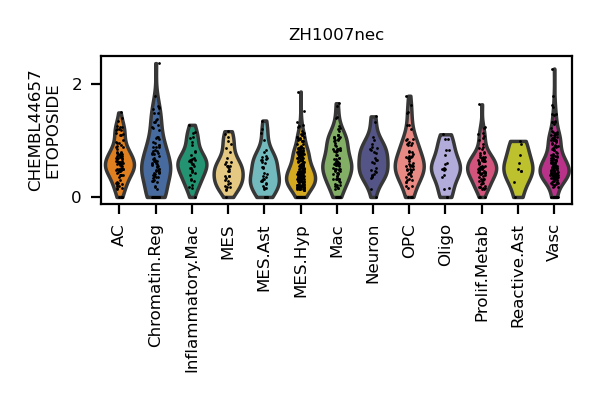 ZH1007nec
CHEMBL44657
ETOPOSIDE
2
0
AC
Chromatin.Reg
Inflammatory.Mac
MES
MES.Ast
MES.Hyp
Mac
Neuron
OPC
Oligo
Prolif.Metab
Reactive.Ast
Vasc